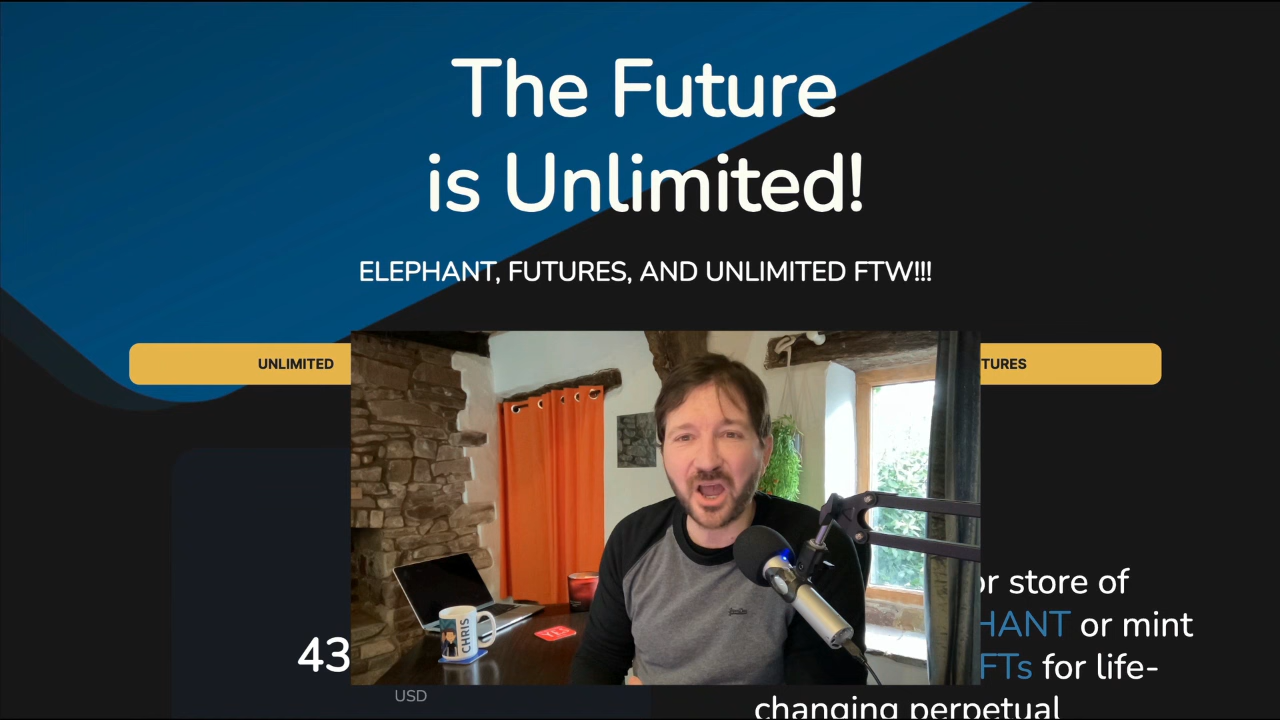 The Future
is Unlimited!
ELEPHANT, FUTURES, AND UNLIMITED FTW!!!
UNLIMITED
TURES
or store of
HANT or mint
FTs for life-
changing perpetual
43
USD
CHRIS